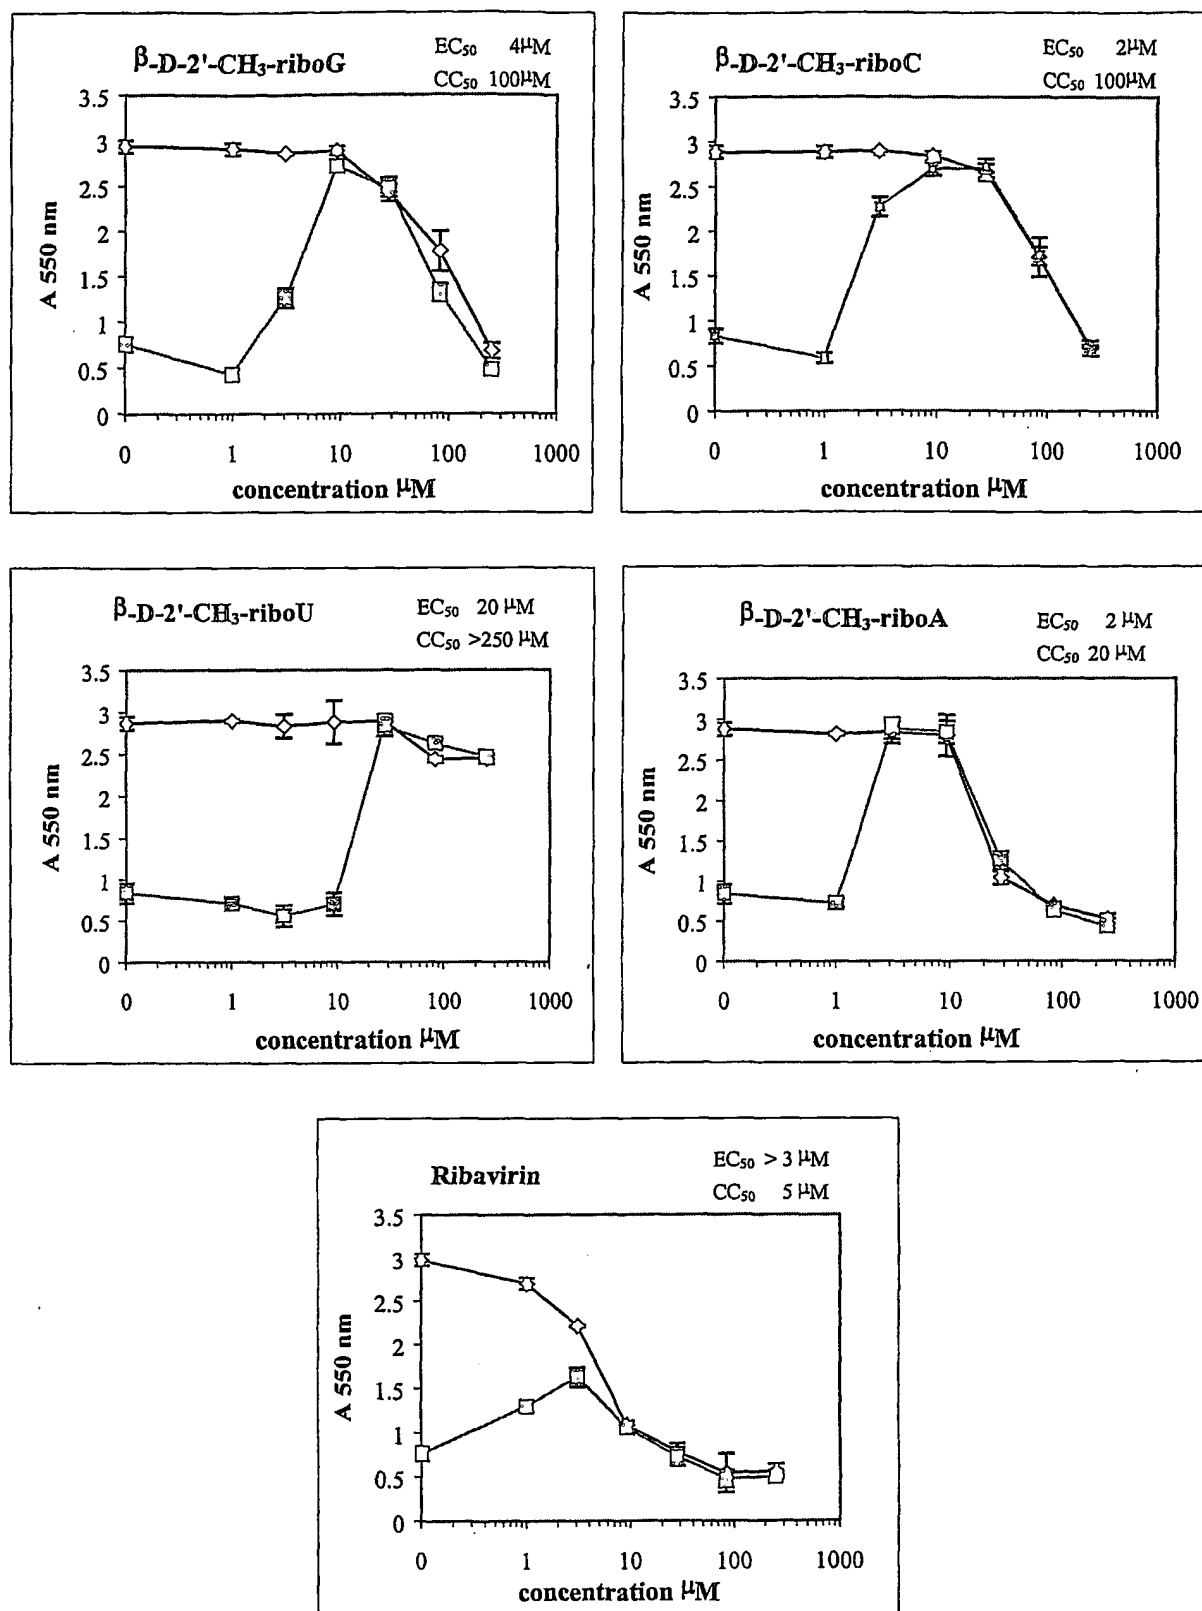 β-D-2'-CH₃-riboG
EC₅₀ 4μM
CC₅₀ 100μM
3.5
3
2.5
2
1.5
1
0.5
0
A 550 nm
0 1 10 100 1000
concentration μM
β-D-2'-CH₃-riboC
EC₅₀ 2μM
CC₅₀ 100μM
3.5
3
2.5
2
1.5
1
0.5
0
A 550 nm
0 1 10 100 1000
concentration μM
β-D-2'-CH₃-riboU
EC₅₀ 20 μM
CC₅₀ >250 μM
3.5
3
2.5
2
1.5
1
0.5
0
A 550 nm
0 1 10 100 1000
concentration μM
β-D-2'-CH₃-riboA
EC₅₀ 2 μM
CC₅₀ 20 μM
3.5
3
2.5
2
1.5
1
0.5
0
A 550 nm
0 1 10 100 1000
concentration μM
Ribavirin
EC₅₀ > 3 μM
CC₅₀ 5 μM
3.5
3
2.5
2
1.5
1
0.5
0
A 550 nm
0 1 10 100 1000
concentration μM